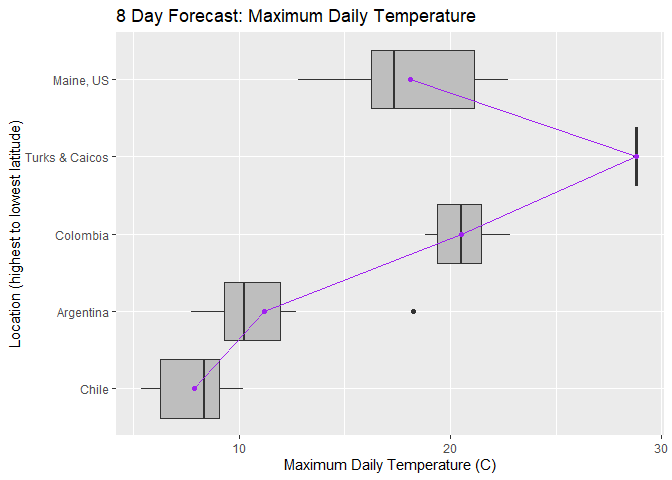 8 Day Forecast: Maximum Daily Temperature
Location (highest to lowest latitude)
Maine, US
Turks & Caicos
Colombia
Argentina
Chile
10 20 30
Maximum Daily Temperature (C)